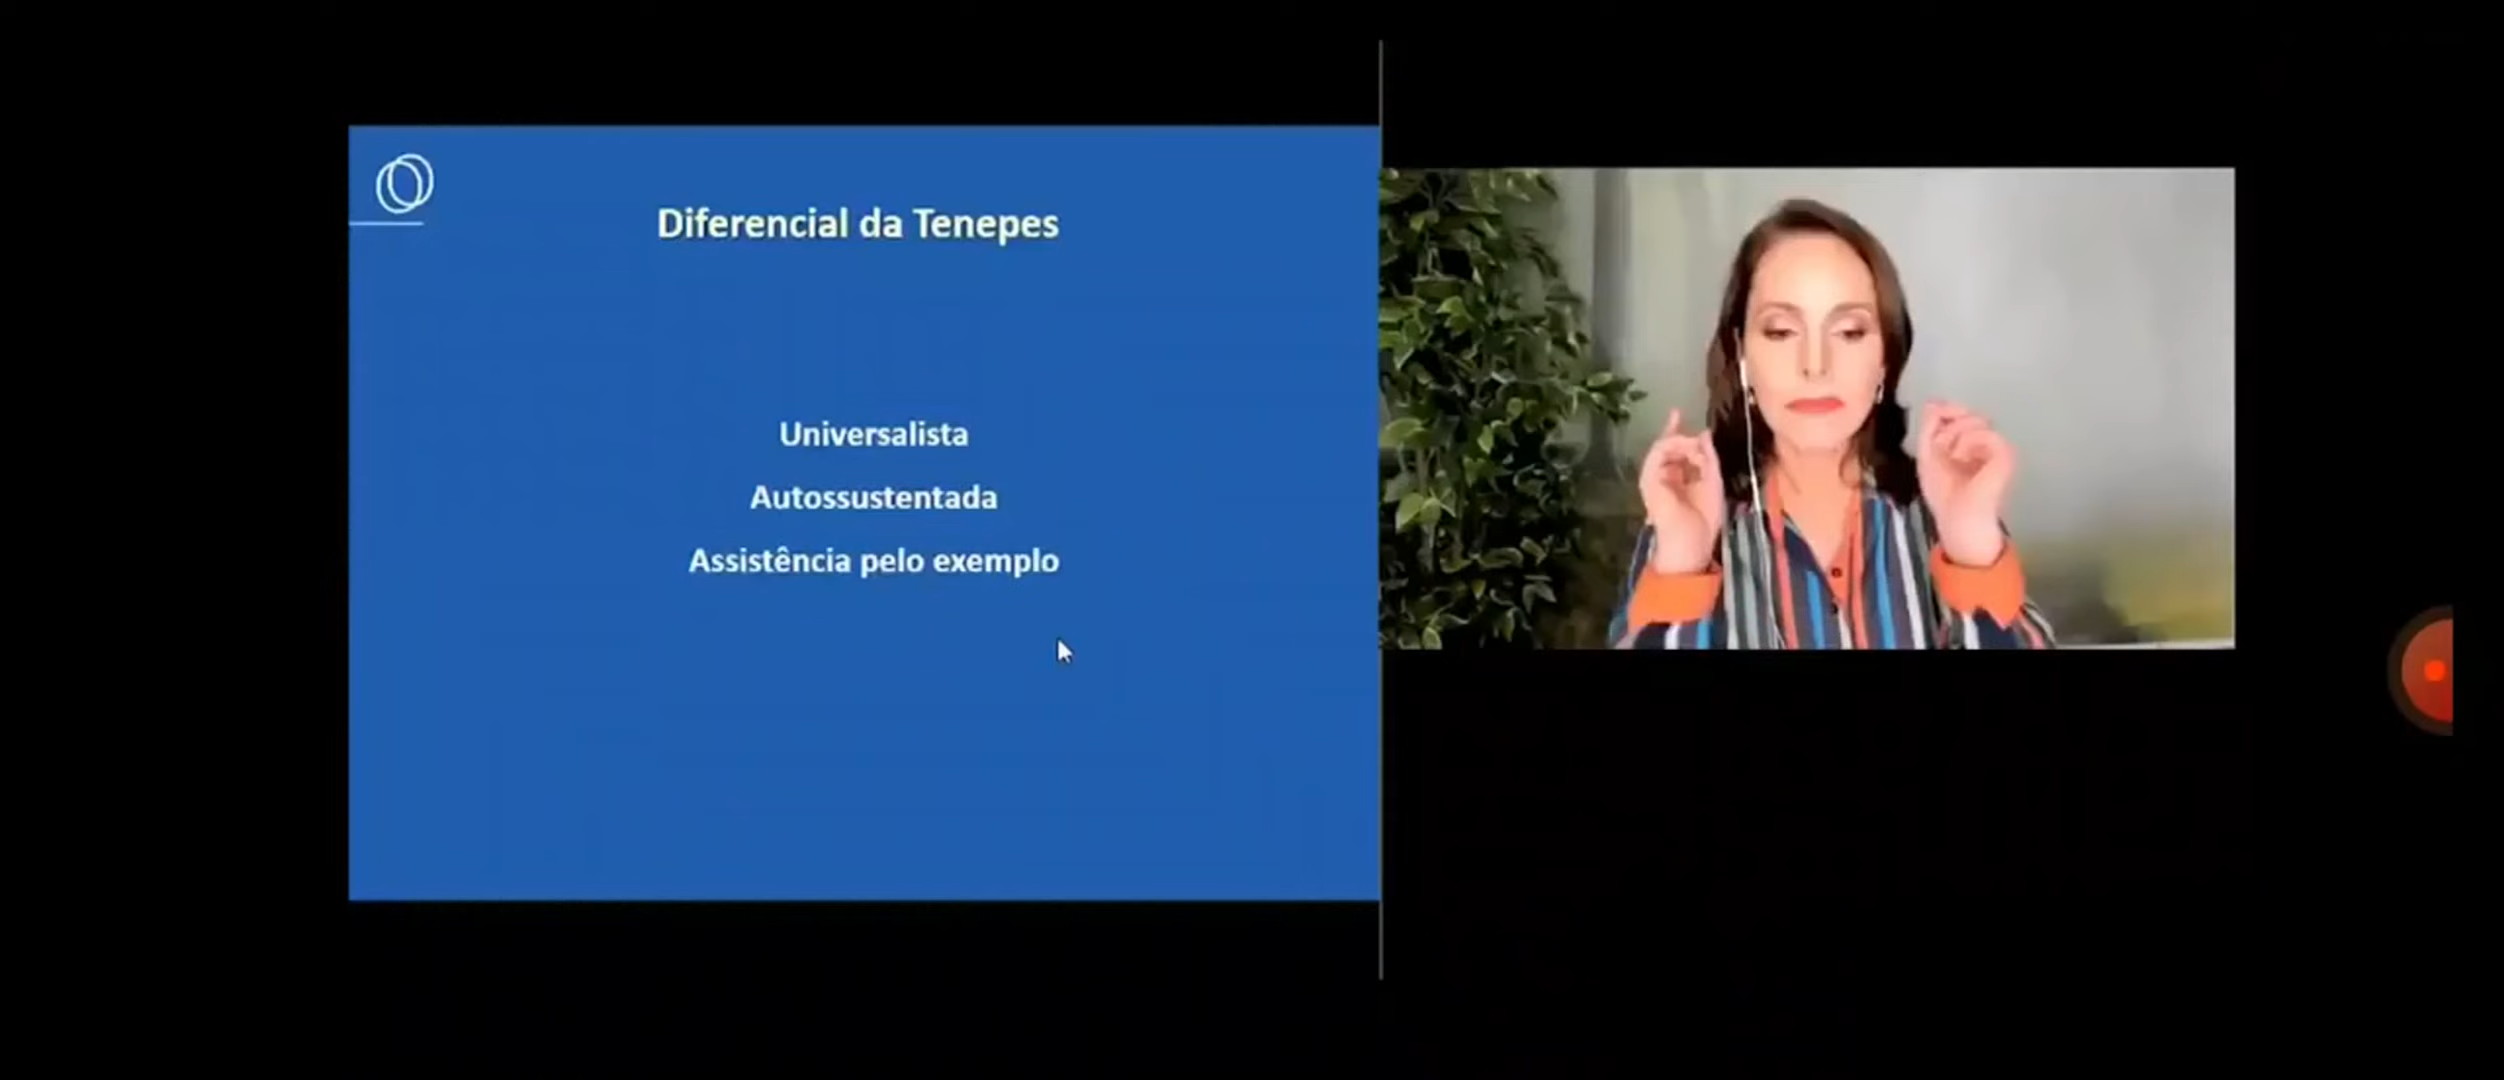 Diferencial da Tenepes
Universalista
Autossustentada
Assistência pelo exemplo